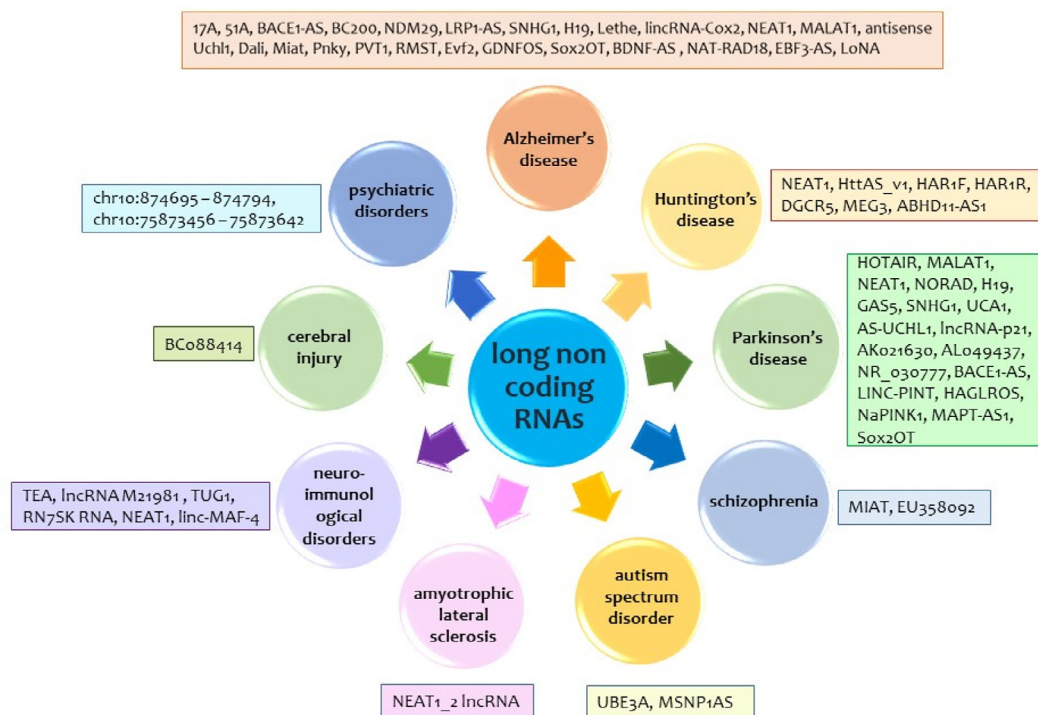 17A, 51A, BACE1-AS, BC200, NDM29, LRP1-AS, SNHG1, H19, Lethe, lincRNA-Cox2, NEAT1, MALAT1, antisense
Uchl1, Dali, Miat, Pnky, PVT1, RMST, Evf2, GDNFOS, Sox2OT, BDNF-AS , NAT-RAD18, EBF3-AS, LoNA
Alzheimer's
disease
psychiatric
disorders
chr10:874695 – 874794,
chr10:75873456 – 75873642
Huntington's
disease
NEAT1, HttAS_v1, HAR1F, HAR1R,
DGCR5, MEG3, ABHD11-AS1
cerebral
injury
BC088414
long non
coding
RNAs
Parkinson's
disease
HOTAIR, MALAT1,
NEAT1, NORAD, H19,
GAS5, SNHG1, UCA1,
AS-UCHL1, lncRNA-p21,
AK021630, AL049437,
NR_030777, BACE1-AS,
LINC-PINT, HAGLROS,
NaPINK1, MAPT-AS1,
Sox2OT
neuro-
immunol
ogical
disorders
TEA, lncRNA M21981 , TUG1,
RN7SK RNA, NEAT1, linc-MAF-4
schizophrenia
MIAT, EU358092
amyotrophic
lateral
sclerosis
NEAT1_2 lncRNA
autism
spectrum
disorder
UBE3A, MSNP1AS